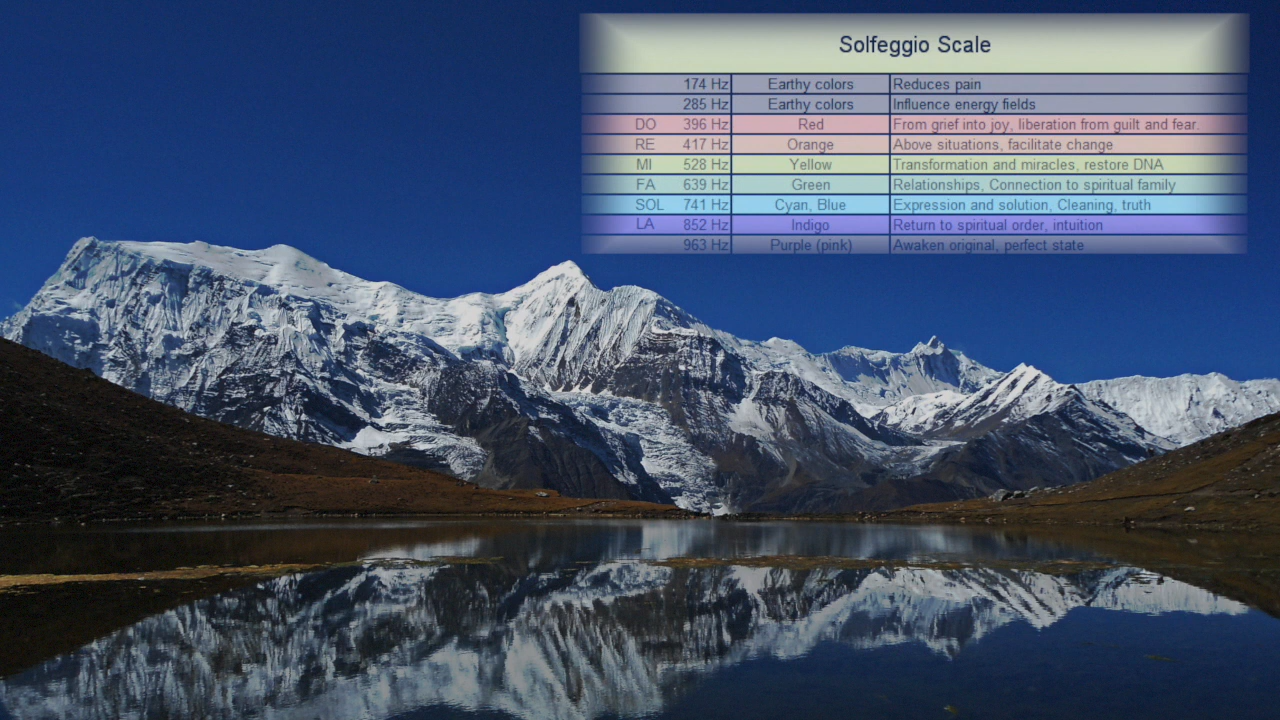 Solfeggio Scale
174 Hz Earthy colors Reduces pain
285 Hz Earthy colors Influence energy fields
DO 396 Hz Red From grief into joy, liberation from guilt and fear.
RE 417 Hz Orange Above situations, facilitate change
MI 528 Hz Yellow Transformation and miracles, restore DNA
FA 639 Hz Green Relationships, Connection to spiritual family
SOL 741 Hz Cyan, Blue Expression and solution, Cleaning, truth
LA 852 Hz Indigo Return to spiritual order, intuition
963 Hz Purple (pink) Awaken original, perfect state